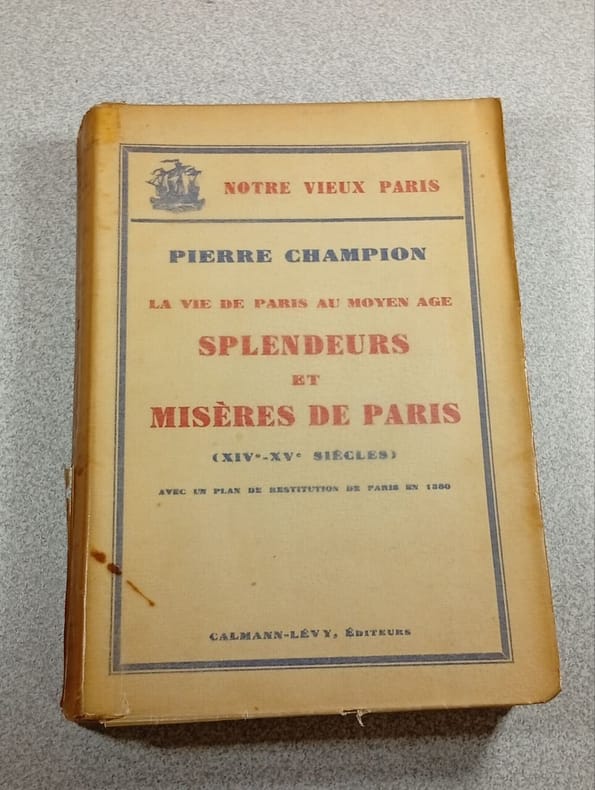 NOTRE VIEUX PARIS
PIERRE CHAMPION
LA VIE DE PARIS AU MOYEN AGE
SPLENDEURS
ET
MISÈRES DE PARIS
(XIVᵉ-XVᵉ SIÈCLES)
AVEC UN PLAN DE RESTITUTION DE PARIS EN 1380
CALMANN-LÉVY, ÉDITEURS